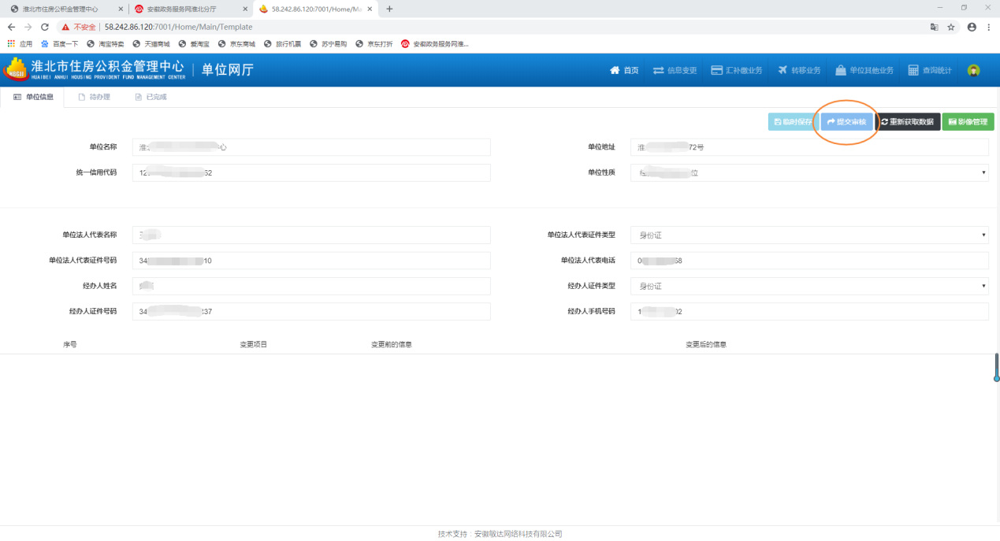 淮北市住房公积金管理中心 安徽政务服务网淮北分厅 58.242.86.120:7001/Home/Ma
不安全 58.242.86.120:7001/Home/Main/Template
应用 百度一下 淘宝特卖 天猫商城 爱淘宝 京东商城 旅行机票 苏宁易购 京东打折 安徽政务服务网淮...
淮北市住房公积金管理中心 单位网厅 首页 信息变更 汇补缴业务 转移业务 单位其他业务 查询统计
HUAIBEI ANHUI HOUSING PROVIDENT FUND MANAGEMENT CENTER
单位信息 待办理 已完成
临时保存 提交审核 重新获取数据 影像管理
单位名称 淮 心 单位地址 淮 72号
统一信用代码 12 52 单位性质 位
单位法人代表名称 单位法人代表证件类型 身份证
单位法人代表证件号码 34 10 单位法人代表电话 0 68
经办人姓名 经办人证件类型 身份证
经办人证件号码 34 37 经办人手机号码 1 02
序号 变更项目 变更前的信息 变更后的信息
技术支持：安徽敏达网络科技有限公司